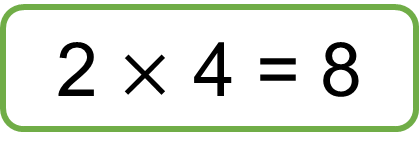 2 × 4 = 8